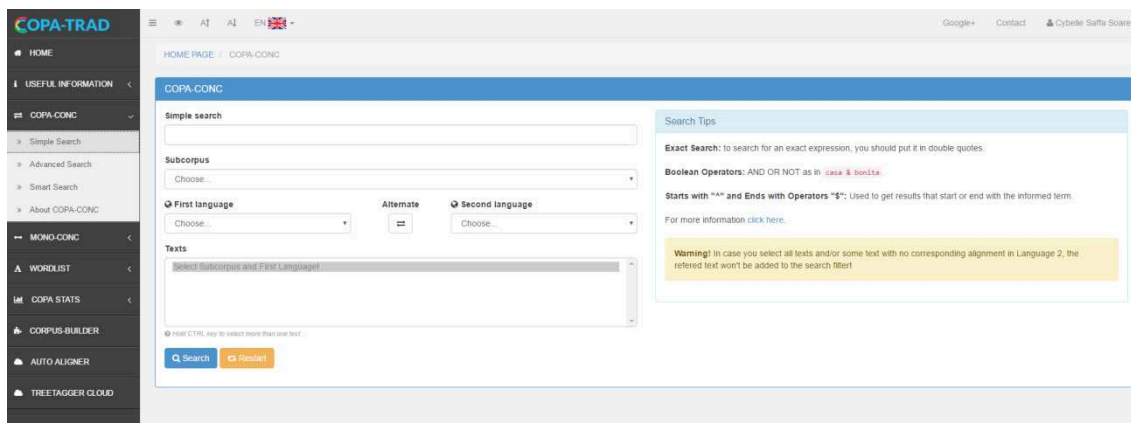 COPA-TRAD
EN
Google+ Contact Cybelle Saffa Soare
HOME
USEFUL INFORMATION
COPA-CONC
Simple Search
Advanced Search
Smart Search
About COPA-CONC
MONO-CONC
WORDLIST
COPA STATS
CORPUS-BUILDER
AUTO ALIGNER
TREETAGGER CLOUD
HOME PAGE / COPA-CONC
COPA-CONC
Simple search
Subcorpus
Choose...
First language Alternate Second language
Choose... Choose...
Texts
Select Subcorpus and First Language!
Hold CTRL key to select more than one text.
Search Restart
Search Tips
Exact Search: to search for an exact expression, you should put it in double quotes.
Boolean Operators: AND OR NOT as in casa & bonita.
Starts with "^" and Ends with Operators "$": Used to get results that start or end with the informed term.
For more information click here.
Warning! In case you select all texts and/or some text with no corresponding alignment in Language 2, the
refered text won't be added to the search filter!